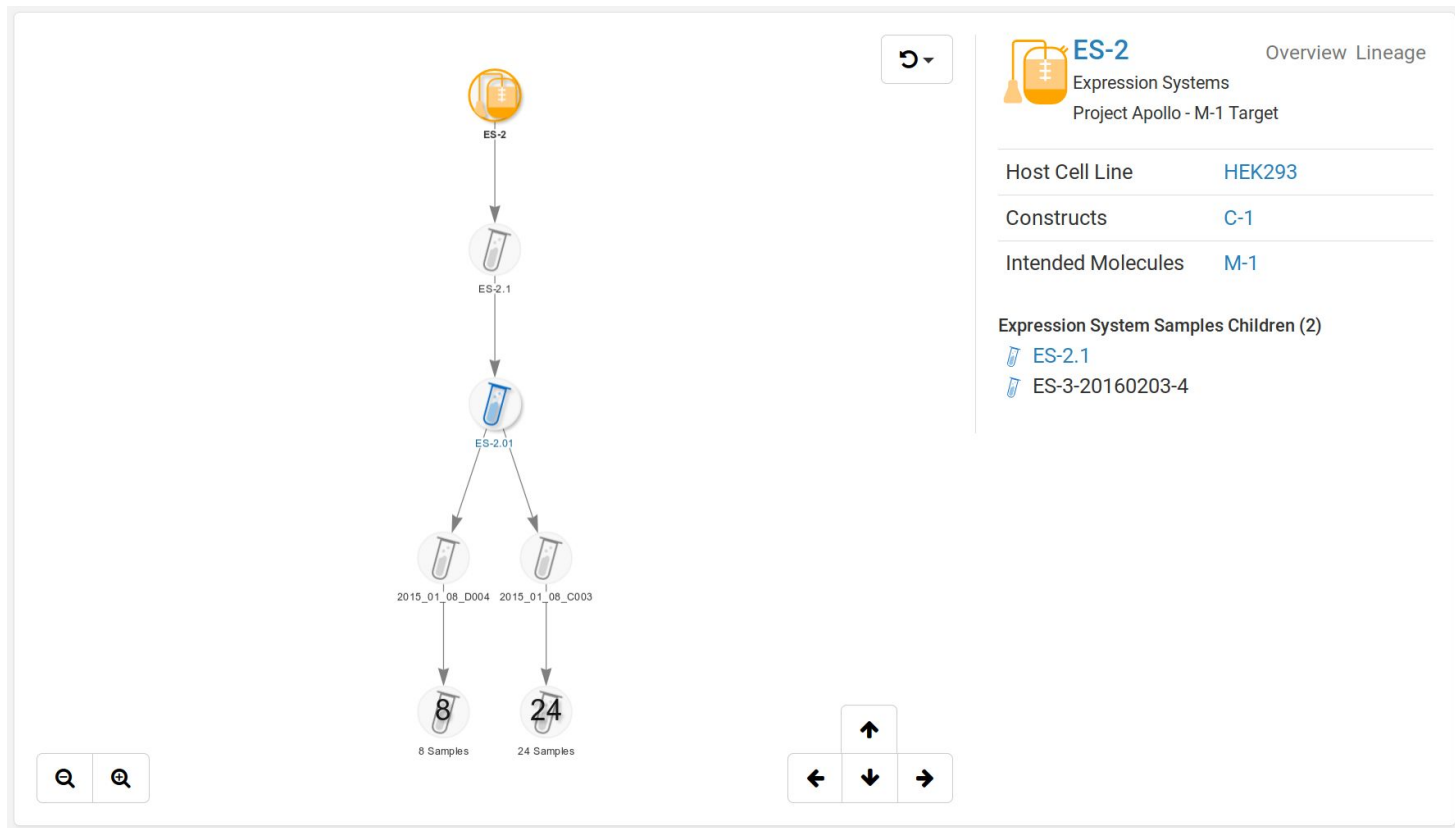 ES-2
ES-2.1
ES-2.01
2015_01_08_D004 2015_01_08_C003
8 24
8 Samples 24 Samples
ES-2 Overview Lineage
Expression Systems
Project Apollo - M-1 Target
Host Cell Line HEK293
Constructs C-1
Intended Molecules M-1
Expression System Samples Children (2)
ES-2.1
ES-3-20160203-4